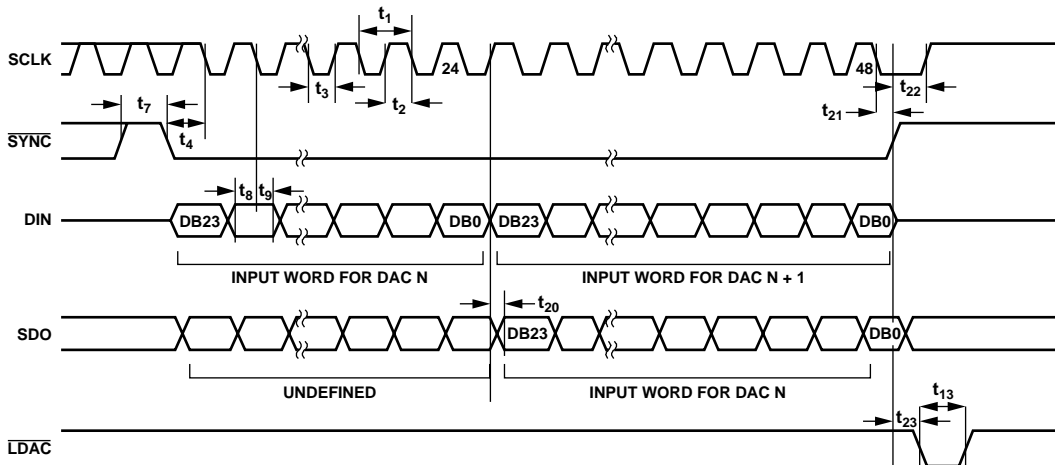 t1
SCLK
24
48
t3
t2
t22
t7
t4
t21
SYNC
t8
t9
DIN
DB23
DB0
DB23
DB0
INPUT WORD FOR DAC N
INPUT WORD FOR DAC N + 1
t20
SDO
DB23
DB0
UNDEFINED
INPUT WORD FOR DAC N
t13
t23
LDAC